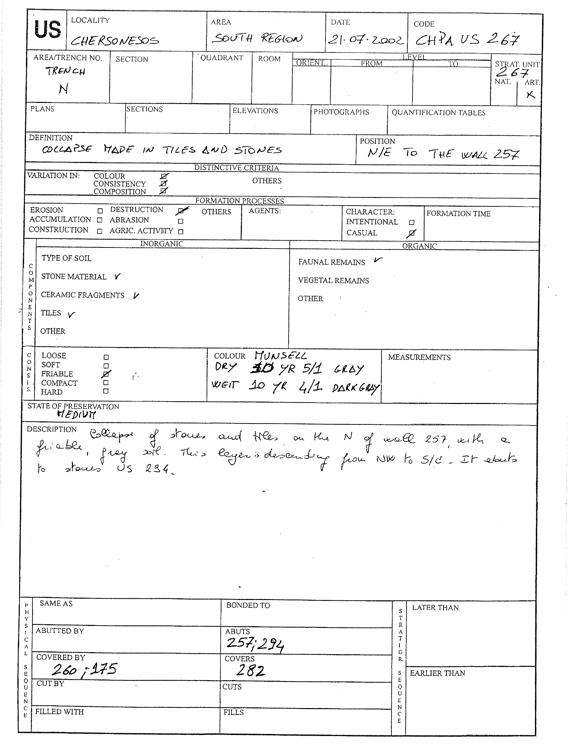 US
LOCALITY
CHERSONESOS
AREA
SOUTH REGION
DATE
21.07.2002
CODE
CHPA US 267
AREA/TRENCH NO.
TRENCH
N
SECTION
QUADRANT
ROOM
LEVEL
ORIENT. FROM TO
STRAT. UNIT
267
NAT. ART.
X
PLANS
SECTIONS
ELEVATIONS
PHOTOGRAPHS
QUANTIFICATION TABLES
DEFINITION
COLLAPSE MADE IN TILES AND STONES
POSITION
N/E TO THE WALL 257
DISTINCTIVE CRITERIA
VARIATION IN: COLOUR
CONSISTENCY
COMPOSITION
OTHERS
FORMATION PROCESSES
EROSION
ACCUMULATION
CONSTRUCTION
DESTRUCTION
ABRASION
AGRIC. ACTIVITY
OTHERS
AGENTS:
CHARACTER:
INTENTIONAL
CASUAL
FORMATION TIME
COMPONENTS
INORGANIC
TYPE OF SOIL
STONE MATERIAL ✓
CERAMIC FRAGMENTS ✓
TILES ✓
OTHER
ORGANIC
FAUNAL REMAINS ✓
VEGETAL REMAINS
OTHER
CONSIS.
LOOSE
SOFT
FRIABLE
COMPACT
HARD
COLOUR MUNSELL
DRY 10 YR 5/1 GRAY
WEIT 10 YR 4/1 DARKGRAY
MEASUREMENTS
STATE OF PRESERVATION
MEDIUM
DESCRIPTION Collapse of stones and tiles on the N of wall 257, with a
friable, grey soil. This layer is descending from NW to S/E. It abuts
to stones US 294.
PHYSICAL SEQUENCE
SAME AS
BONDED TO
ABUTTED BY
ABUTS
257; 294
COVERED BY
260; 175
COVERS
282
CUT BY
CUTS
FILLED WITH
FILLS
STRATIGR. SEQUENCE
LATER THAN
EARLIER THAN